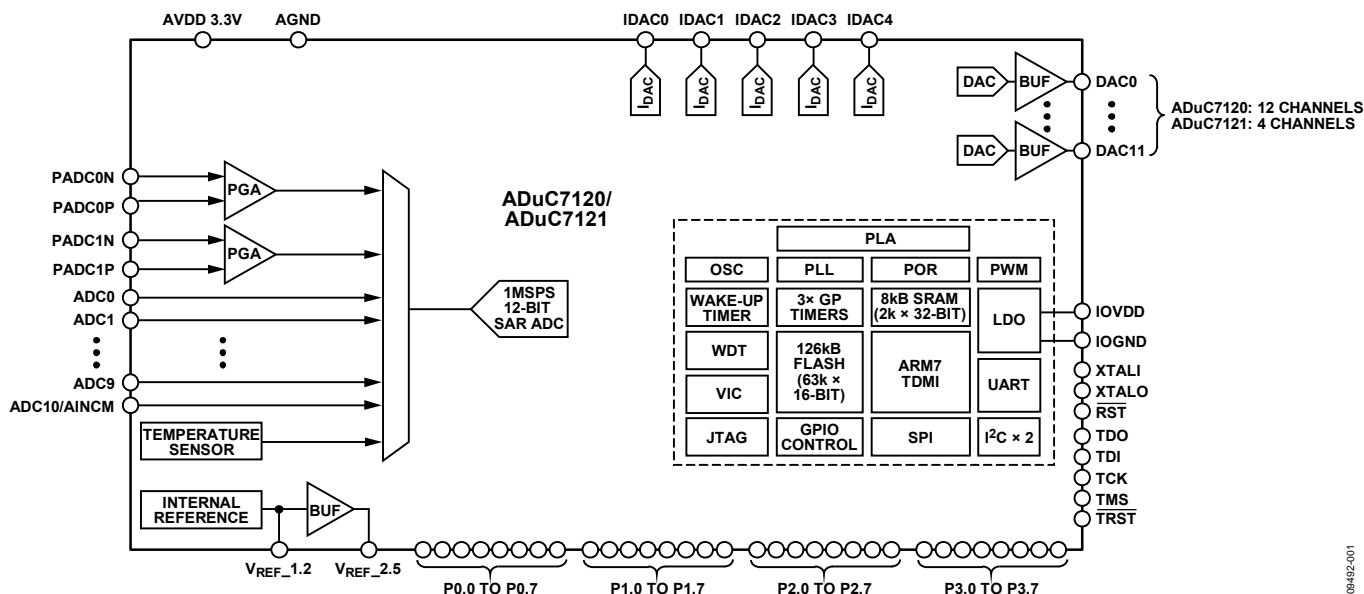 AVDD 3.3V
AGND
IDAC0
IDAC1
IDAC2
IDAC3
IDAC4
IDAC
IDAC
IDAC
IDAC
IDAC
DAC
BUF
DAC0
DAC
BUF
DAC11
ADuC7120: 12 CHANNELS
ADuC7121: 4 CHANNELS
PADC0N
PADC0P
PGA
PADC1N
PADC1P
PGA
ADC0
ADC1
ADC9
ADC10/AINCM
TEMPERATURE
SENSOR
INTERNAL
REFERENCE
BUF
VREF_1.2
VREF_2.5
1MSPS
12-BIT
SAR ADC
ADuC7120/
ADuC7121
PLA
OSC
PLL
POR
PWM
WAKE-UP
TIMER
3× GP
TIMERS
8kB SRAM
(2k × 32-BIT)
LDO
WDT
126kB
FLASH
(63k ×
16-BIT)
ARM7
TDMI
VIC
UART
JTAG
GPIO
CONTROL
SPI
I2C × 2
IOVDD
IOGND
XTALI
XTALO
RST
TDO
TDI
TCK
TMS
TRST
P0.0 TO P0.7
P1.0 TO P1.7
P2.0 TO P2.7
P3.0 TO P3.7
09492-001